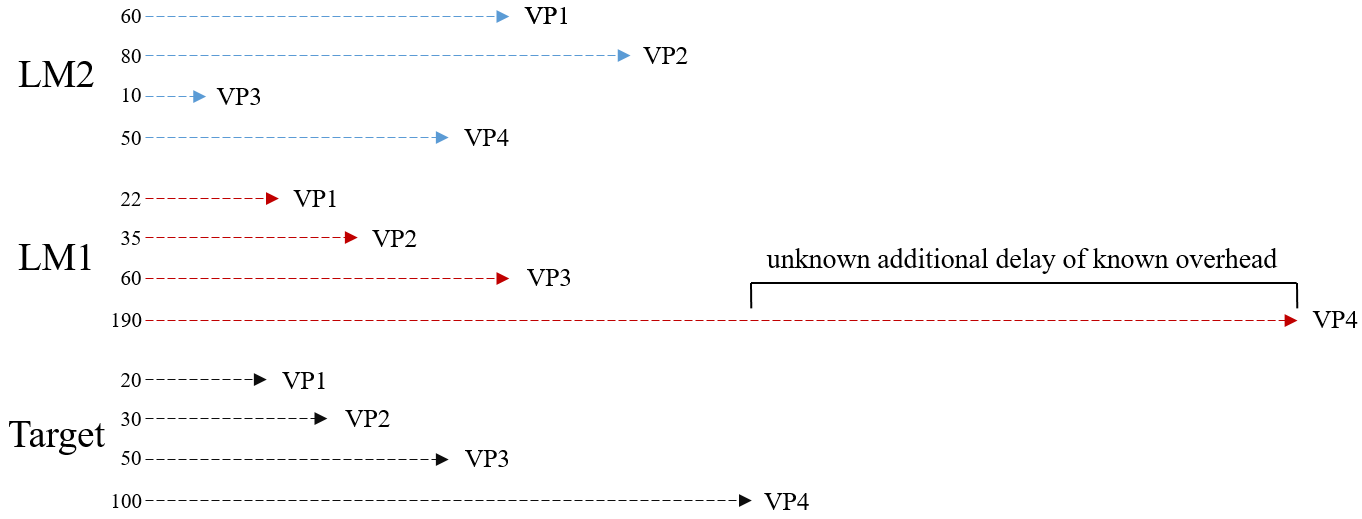 60 VP1
80 VP2
LM2
10 VP3
50 VP4
22 VP1
35 VP2
LM1
unknown additional delay of known overhead
60 VP3
190 VP4
20 VP1
30 VP2
Target
50 VP3
100 VP4